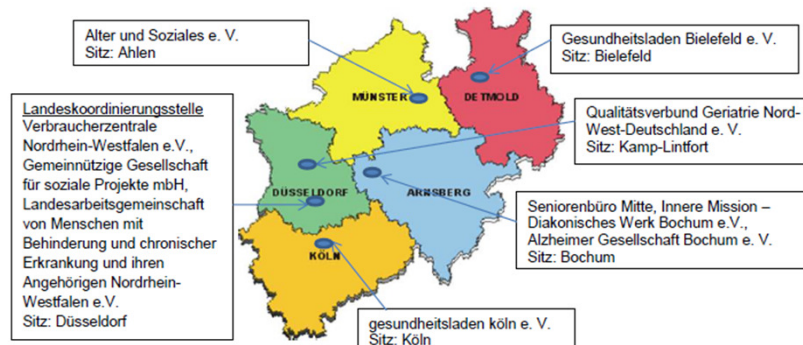 Alter und Soziales e. V.
Sitz: Ahlen
Gesundheitsladen Bielefeld e. V.
Sitz: Bielefeld
Landeskoordinierungsstelle
Verbraucherzentrale
Nordrhein-Westfalen e.V.,
Gemeinnützige Gesellschaft
für soziale Projekte mbH,
Landesarbeitsgemeinschaft
von Menschen mit
Behinderung und chronischer
Erkrankung und ihren
Angehörigen Nordrhein-
Westfalen e.V.
Sitz: Düsseldorf
MÜNSTER
DETMOLD
Qualitätsverbund Geriatrie Nord-
West-Deutschland e. V.
Sitz: Kamp-Lintfort
DÜSSELDORF
ARNSBERG
Seniorenbüro Mitte, Innere Mission –
Diakonisches Werk Bochum e.V.,
Alzheimer Gesellschaft Bochum e. V.
Sitz: Bochum
KÖLN
gesundheitsladen köln e. V.
Sitz: Köln